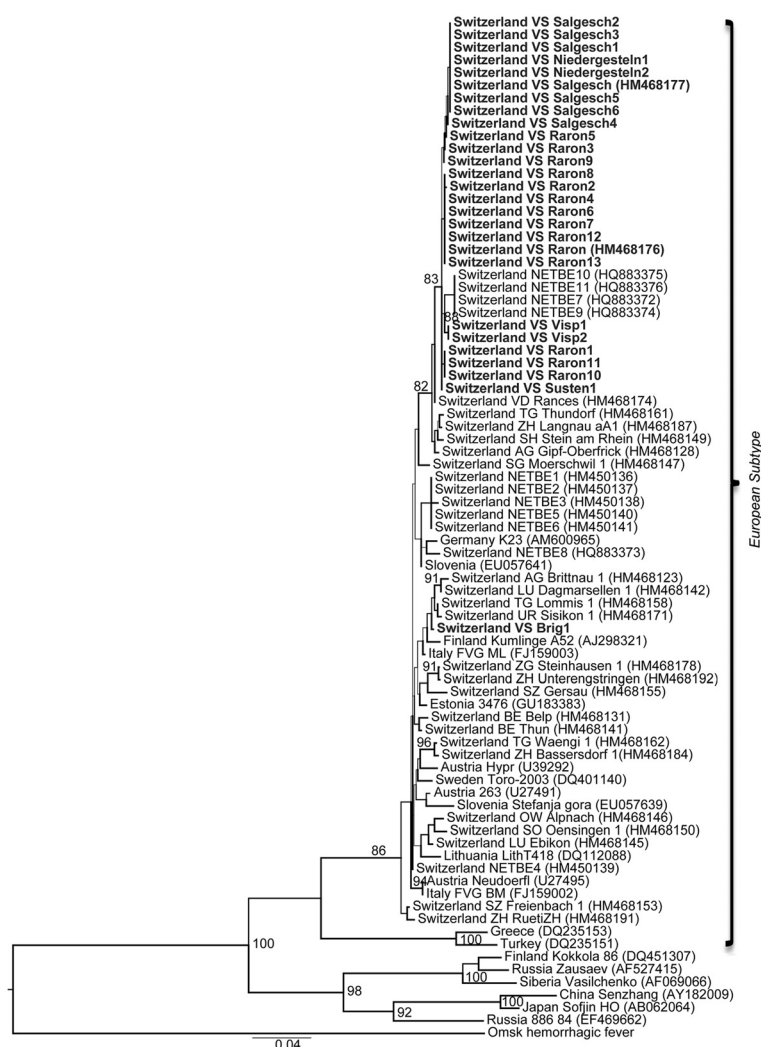 Switzerland VS Salgesch2
Switzerland VS Salgesch3
Switzerland VS Salgesch1
Switzerland VS Niedergesteln1
Switzerland VS Niedergesteln2
Switzerland VS Salgesch (HM468177)
Switzerland VS Salgesch5
Switzerland VS Salgesch6
Switzerland VS Salgesch4
Switzerland VS Raron5
Switzerland VS Raron3
Switzerland VS Raron9
Switzerland VS Raron8
Switzerland VS Raron2
Switzerland VS Raron4
Switzerland VS Raron6
Switzerland VS Raron7
Switzerland VS Raron12
Switzerland VS Raron (HM468176)
Switzerland VS Raron13
Switzerland NETBE10 (HQ883375)
83
Switzerland NETBE11 (HQ883376)
Switzerland NETBE7 (HQ883372)
Switzerland NETBE9 (HQ883374)
88
Switzerland VS Visp1
Switzerland VS Visp2
Switzerland VS Raron1
Switzerland VS Raron11
Switzerland VS Raron10
82
Switzerland VS Susten1
Switzerland VD Rances (HM468174)
Switzerland TG Thundorf (HM468161)
Switzerland ZH Langnau aA1 (HM468187)
Switzerland SH Stein am Rhein (HM468149)
Switzerland AG Gipf-Oberfrick (HM468128)
Switzerland SG Moerschwil 1 (HM468147)
Switzerland NETBE1 (HM450136)
Switzerland NETBE2 (HM450137)
Switzerland NETBE3 (HM450138)
Switzerland NETBE5 (HM450140)
Switzerland NETBE6 (HM450141)
Germany K23 (AM600965)
Switzerland NETBE8 (HQ883373)
Slovenia (EU057641)
91
Switzerland AG Brittnau 1 (HM468123)
Switzerland LU Dagmarsellen 1 (HM468142)
Switzerland TG Lommis 1 (HM468158)
Switzerland UR Sisikon 1 (HM468171)
Switzerland VS Brig1
Finland Kumlinge A52 (AJ298321)
Italy FVG ML (FJ159003)
91
Switzerland ZG Steinhausen 1 (HM468178)
Switzerland ZH Unterengstringen (HM468192)
Switzerland SZ Gersau (HM468155)
Estonia 3476 (GU183383)
Switzerland BE Belp (HM468131)
Switzerland BE Thun (HM468141)
96
Switzerland TG Waengi 1 (HM468162)
Switzerland ZH Bassersdorf 1(HM468184)
Austria Hypr (U39292)
Sweden Toro-2003 (DQ401140)
Austria 263 (U27491)
Slovenia Stefanja gora (EU057639)
Switzerland OW Alpnach (HM468146)
Switzerland SO Oensingen 1 (HM468150)
Switzerland LU Ebikon (HM468145)
86
Lithuania LithT418 (DQ112088)
Switzerland NETBE4 (HM450139)
94
Austria Neudoerfl (U27495)
Italy FVG BM (FJ159002)
Switzerland SZ Freienbach 1 (HM468153)
Switzerland ZH RuetiZH (HM468191)
Greece (DQ235153)
100
100
Turkey (DQ235151)
Finland Kokkola 86 (DQ451307)
Russia Zausaev (AF527415)
100
Siberia Vasilchenko (AF069066)
98
China Senzhang (AY182009)
100
Japan Sofjin HO (AB062064)
92
Russia 886 84 (EF469662)
Omsk hemorrhagic fever
0.04
European Subtype